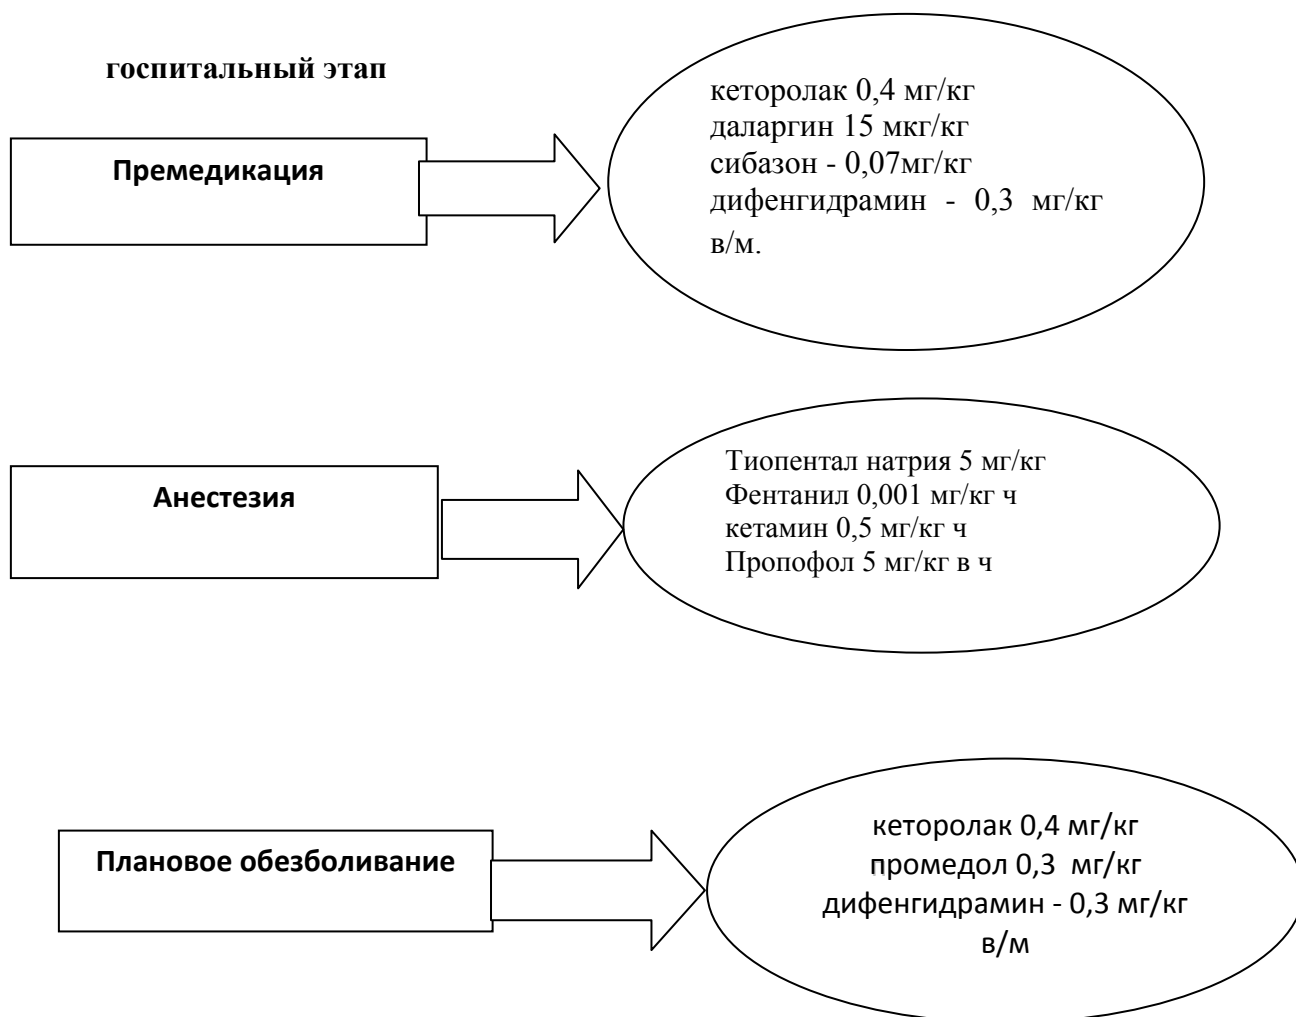 госпитальный этап
Премедикация
кеторолак 0,4 мг/кг
даларгин 15 мкг/кг
сибазон - 0,07мг/кг
дифенгидрамин - 0,3 мг/кг
в/м.
Анестезия
Тиопентал натрия 5 мг/кг
Фентанил 0,001 мг/кг ч
кетамин 0,5 мг/кг ч
Пропофол 5 мг/кг в ч
Плановое обезболивание
кеторолак 0,4 мг/кг
промедол 0,3 мг/кг
дифенгидрамин - 0,3 мг/кг
в/м